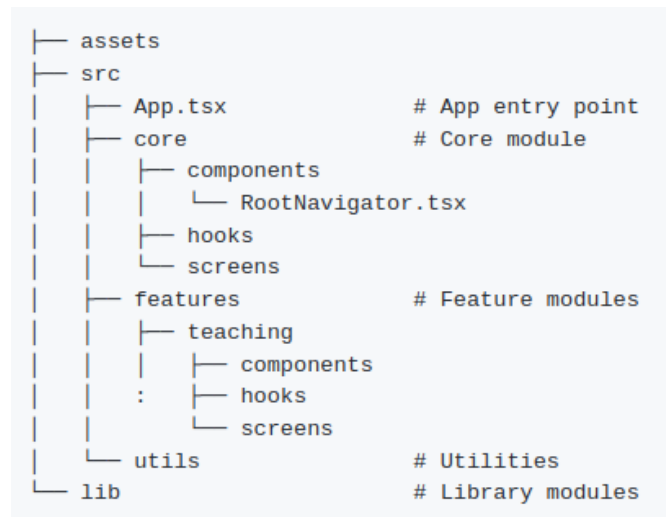 ├── assets
├── src
│   ├── App.tsx              # App entry point
│   ├── core                 # Core module
│   │   ├── components
│   │   │   └── RootNavigator.tsx
│   │   ├── hooks
│   │   └── screens
│   ├── features             # Feature modules
│   │   ├── teaching
│   │   │   ├── components
│   │   :   ├── hooks
│   │       └── screens
│   └── utils                # Utilities
└── lib                      # Library modules